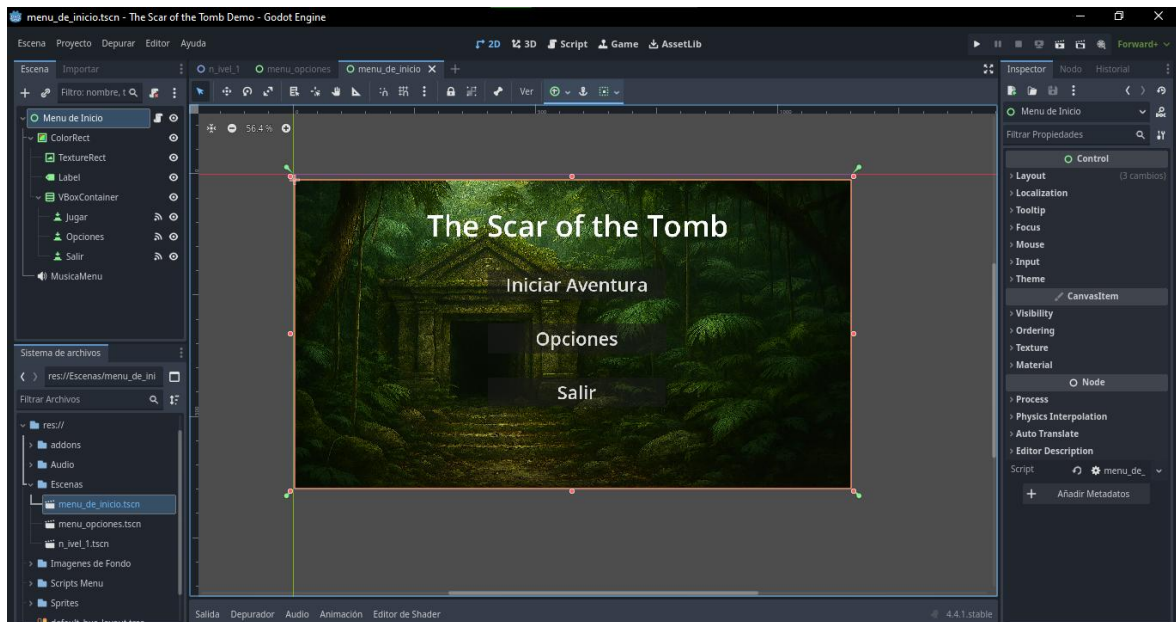 menu_de_inicio.tscn - The Scar of the Tomb Demo - Godot Engine
Escena Proyecto Depurar Editor Ayuda
2D 3D Script Game AssetLib
Forward+
Escena Importar
n_ivel_1 menu_opciones menu_de_inicio
Inspector Nodo Historial
Filtro: nombre, t
Ver
Menu de Inicio
ColorRect
TextureRect
Label
VBoxContainer
Jugar
Opciones
Salir
MusicaMenu
56.4 %
The Scar of the Tomb
Iniciar Aventura
Opciones
Salir
Sistema de archivos
res://Escenas/menu_de_ini
Filtrar Archivos
res://
addons
Audio
Escenas
menu_de_inicio.tscn
menu_opciones.tscn
n_ivel_1.tscn
Imagenes de Fondo
Scripts Menu
Sprites
Salida Depurador Audio Animación Editor de Shader
4.4.1.stable
Menu de Inicio
Filtrar Propiedades
Control
Layout (3 cambios)
Localization
Tooltip
Focus
Mouse
Input
Theme
CanvasItem
Visibility
Ordering
Texture
Material
Node
Process
Physics Interpolation
Auto Translate
Editor Description
Script menu_de_
Añadir Metadatos